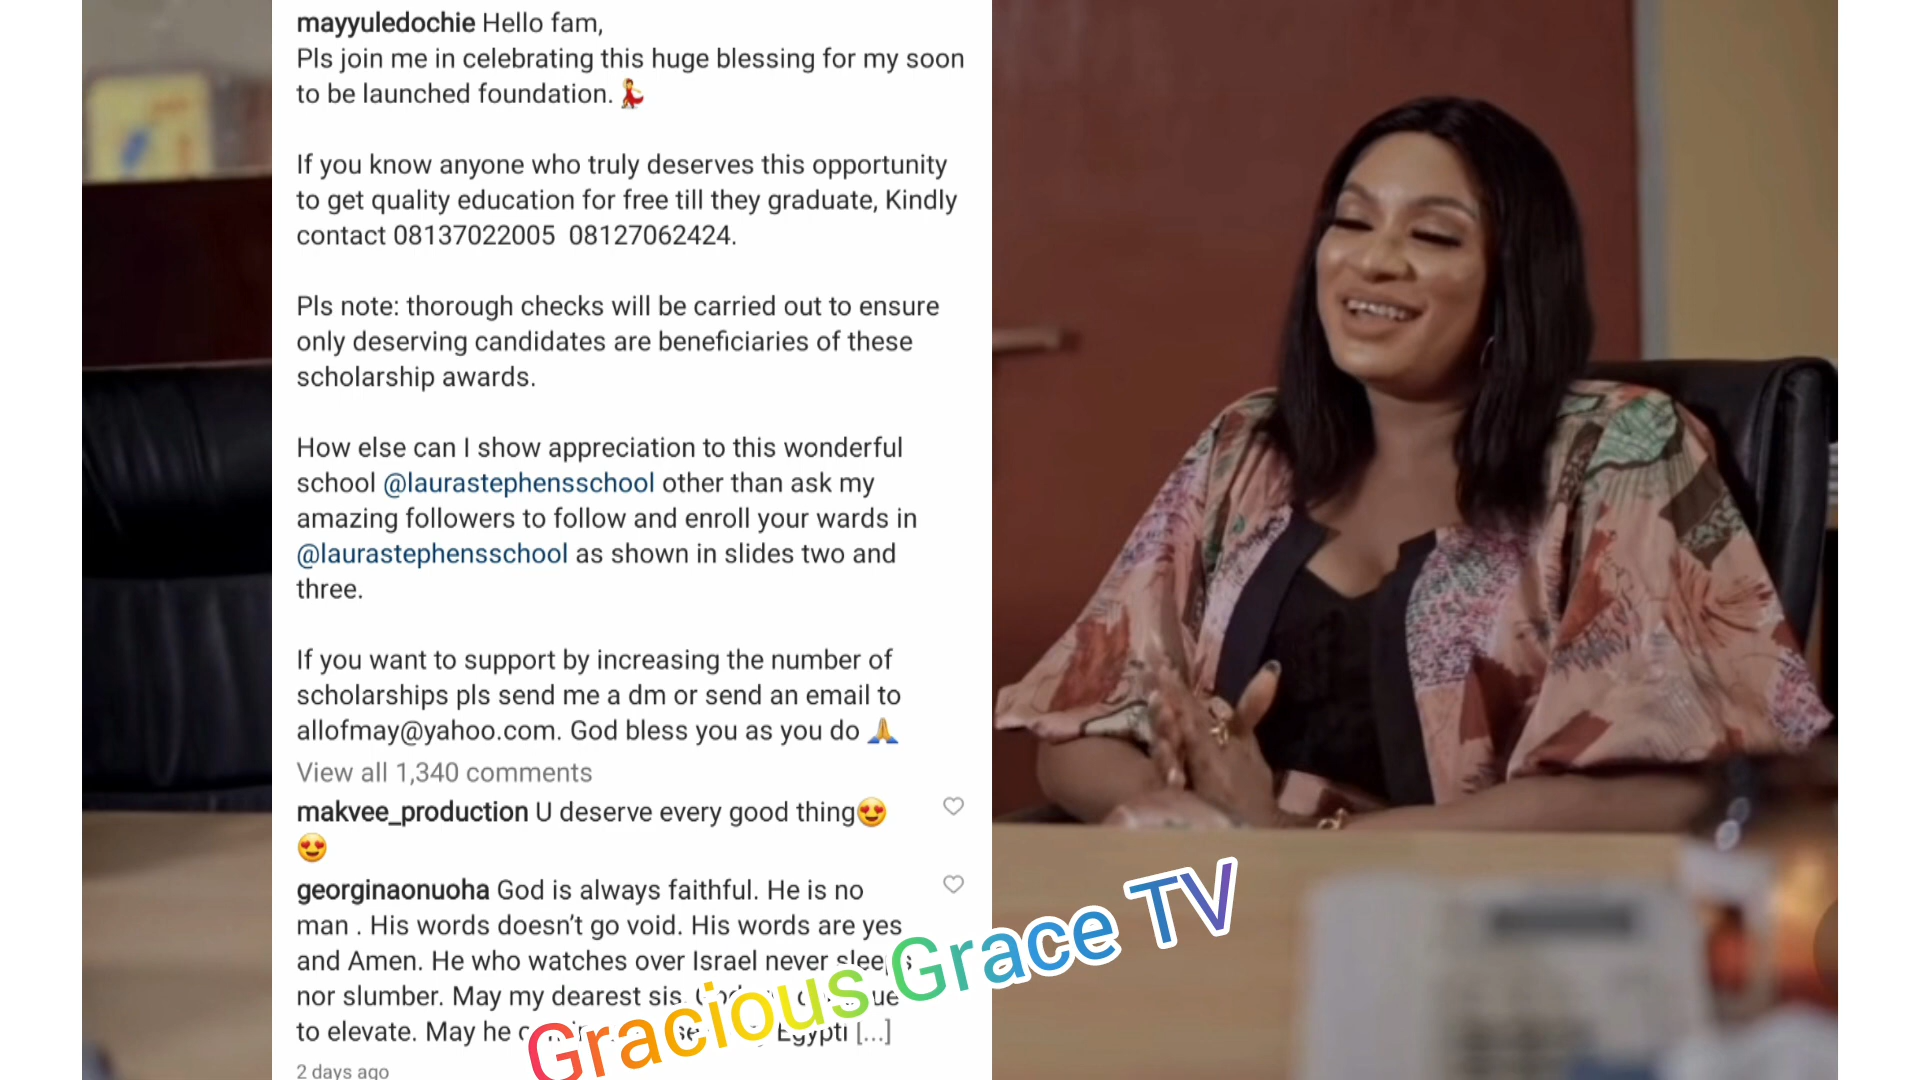 mayyuledochie Hello fam,
Pls join me in celebrating this huge blessing for my soon
to be launched foundation.💃
If you know anyone who truly deserves this opportunity
to get quality education for free till they graduate, Kindly
contact 08137022005 08127062424.
Pls note: thorough checks will be carried out to ensure
only deserving candidates are beneficiaries of these
scholarship awards.
How else can I show appreciation to this wonderful
school @laurastephensschool other than ask my
amazing followers to follow and enroll your wards in
@laurastephensschool as shown in slides two and
three.
If you want to support by increasing the number of
scholarships pls send me a dm or send an email to
allofmay@yahoo.com. God bless you as you do 🙏
View all 1,340 comments
makvee_production U deserve every good thing😍
😍
georginaonuoha God is always faithful. He is no
man . His words doesn’t go void. His words are yes
and Amen. He who watches over Israel never sleeps
nor slumber. May my dearest sis.
to elevate. May he Egypti [...]
2 days ago
Gracious Grace TV